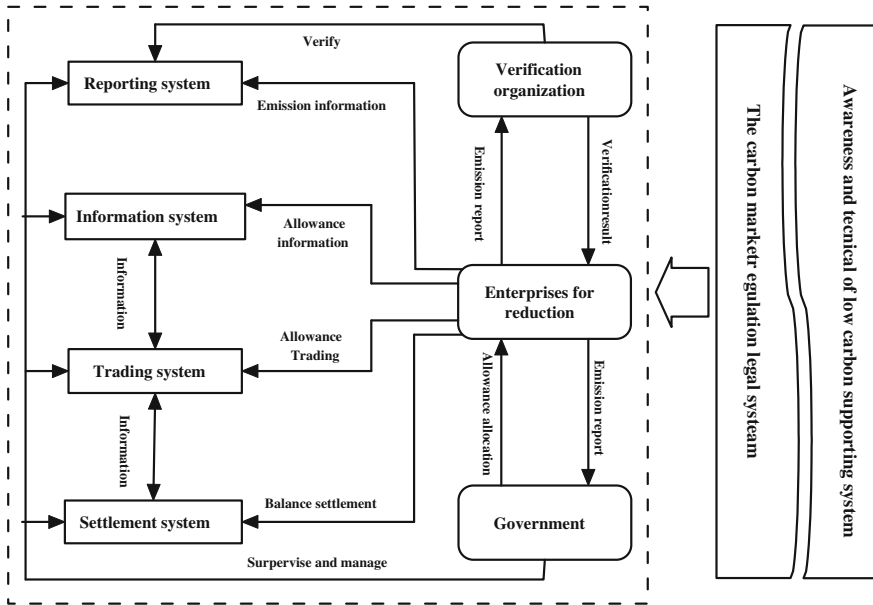 Verify
Reporting system
Verification
organization
Emission information
Emission report
Verificationresult
Information system
Allowance
information
Information
Enterprises for
reduction
Allowance
Trading
Trading system
Information
Allowance allocation
Emission report
Balance settlement
Settlement system
Government
Surpervise and manage
The carbon marketr egulation legal systeam
Awareness and tecnical of low carbon supporting system